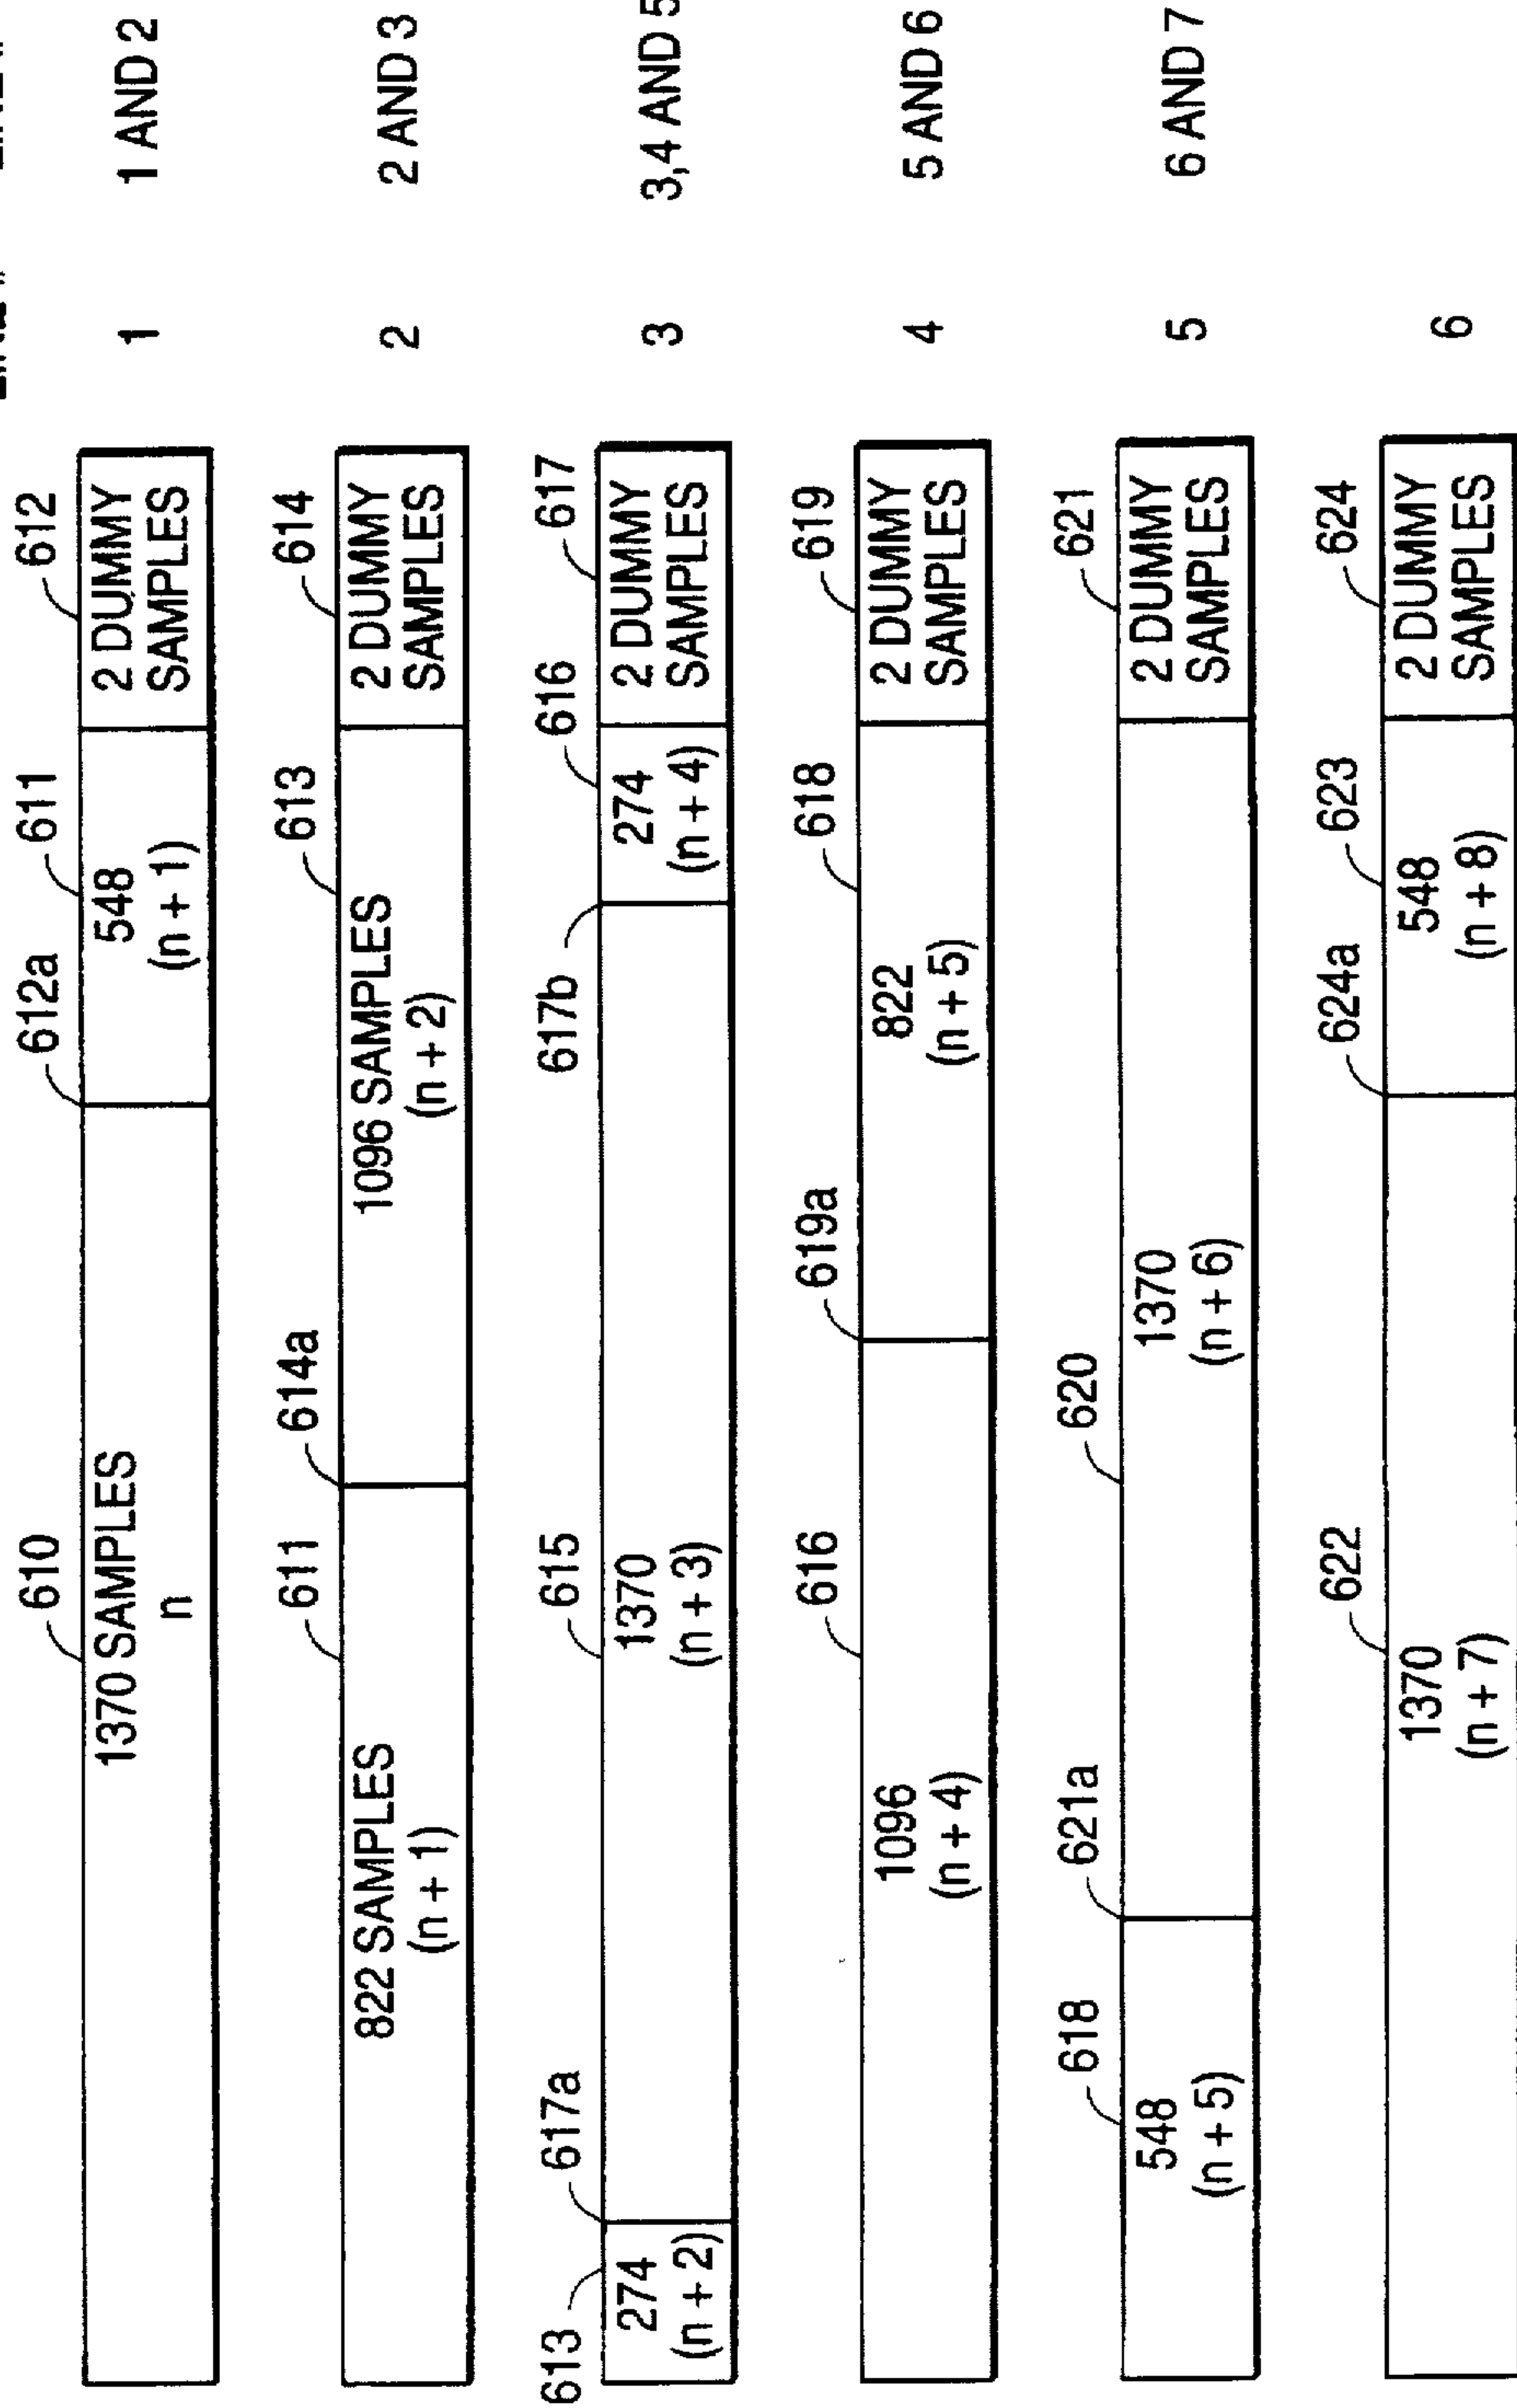 612a
611
612
1370 SAMPLES
n
548
(n + 1)
2 DUMMY
SAMPLES
1
1 AND 2
610
611
614a
613
614
822 SAMPLES
(n + 1)
1096 SAMPLES
(n + 2)
2 DUMMY
SAMPLES
2
2 AND 3
613
617a
615
617b
616
617
274
(n + 2)
1370
(n + 3)
274
(n + 4)
2 DUMMY
SAMPLES
3
3,4 AND 5
616
619a
618
619
1096
(n + 4)
822
(n + 5)
2 DUMMY
SAMPLES
4
5 AND 6
618
621a
620
621
548
(n + 5)
1370
(n + 6)
2 DUMMY
SAMPLES
5
6 AND 7
622
624a
623
624
1370
(n + 7)
548
(n + 8)
2 DUMMY
SAMPLES
6